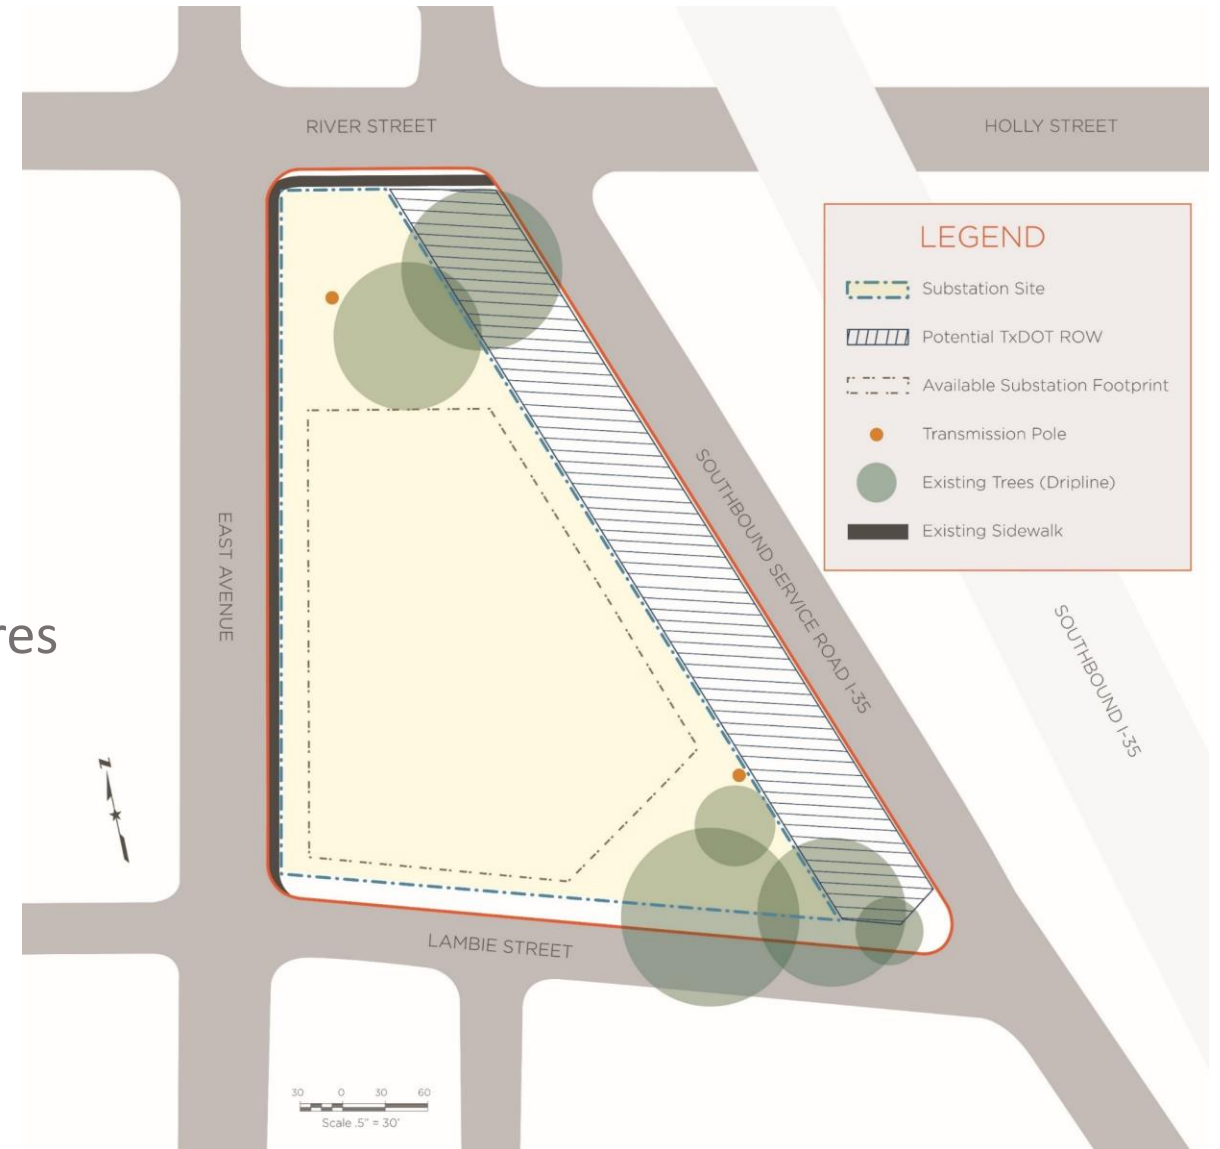 RIVER STREET
HOLLY STREET
LEGEND
Substation Site
Potential TxDOT ROW
Available Substation Footprint
Transmission Pole
Existing Trees (Dripline)
Existing Sidewalk
SOUTHBOUND SERVICE ROAD I-35
EAST AVENUE
SOUTHBOUND I-35
res
N
LAMBIE STREET
30 0 30 60
Scale .5" = 30'